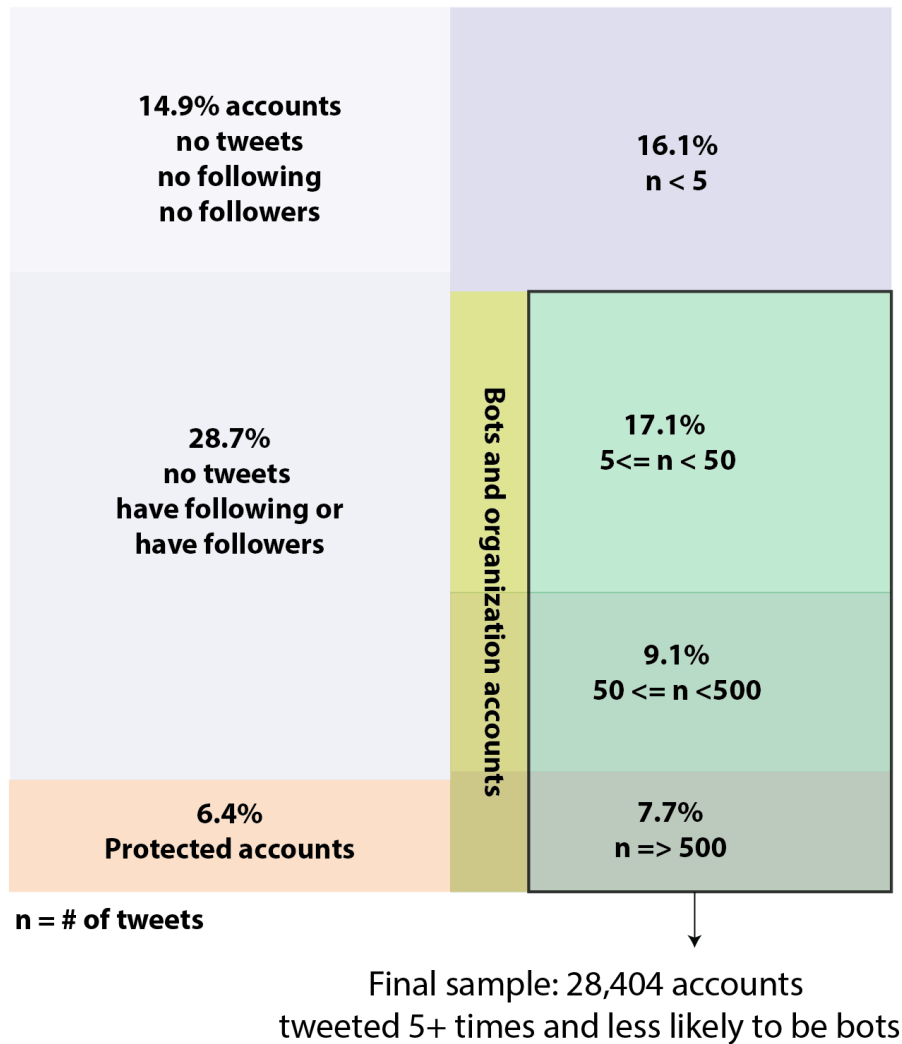 14.9% accounts
no tweets
no following
no followers
16.1%
n < 5
28.7%
no tweets
have following or
have followers
Bots and organization accounts
17.1%
5<= n < 50
9.1%
50 <= n <500
6.4%
Protected accounts
7.7%
n => 500
n = # of tweets
Final sample: 28,404 accounts
tweeted 5+ times and less likely to be bots